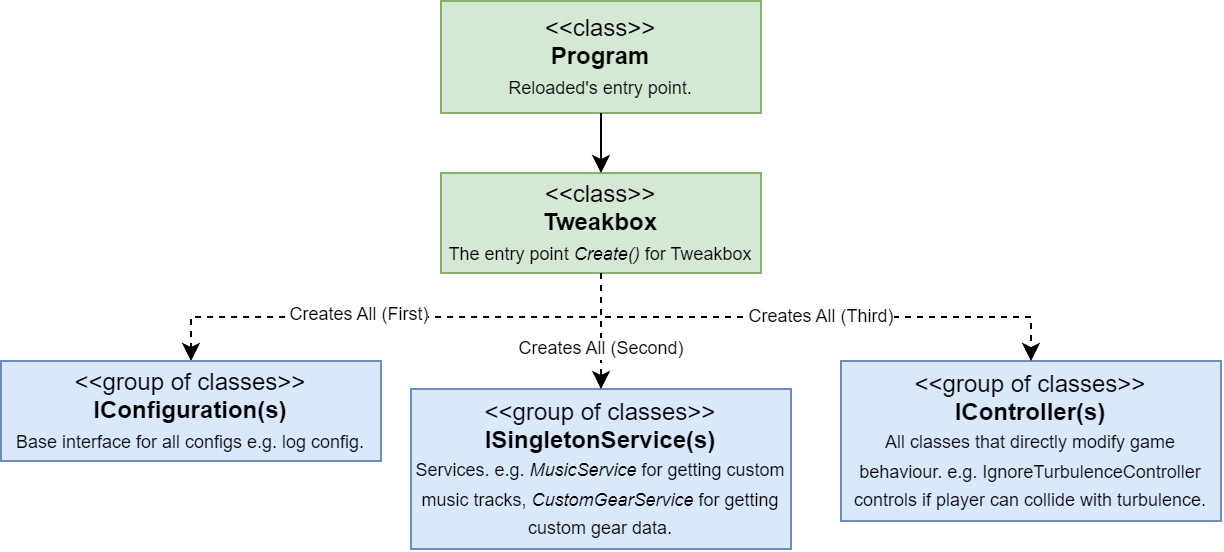 <<class>>
Program
Reloaded's entry point.
<<class>>
Tweakbox
The entry point Create() for Tweakbox
Creates All (First)
Creates All (Third)
Creates All (Second)
<<group of classes>>
IConfiguration(s)
Base interface for all configs e.g. log config.
<<group of classes>>
ISingletonService(s)
Services. e.g. MusicService for getting custom
music tracks, CustomGearService for getting
custom gear data.
<<group of classes>>
IController(s)
All classes that directly modify game
behaviour. e.g. IgnoreTurbulenceController
controls if player can collide with turbulence.